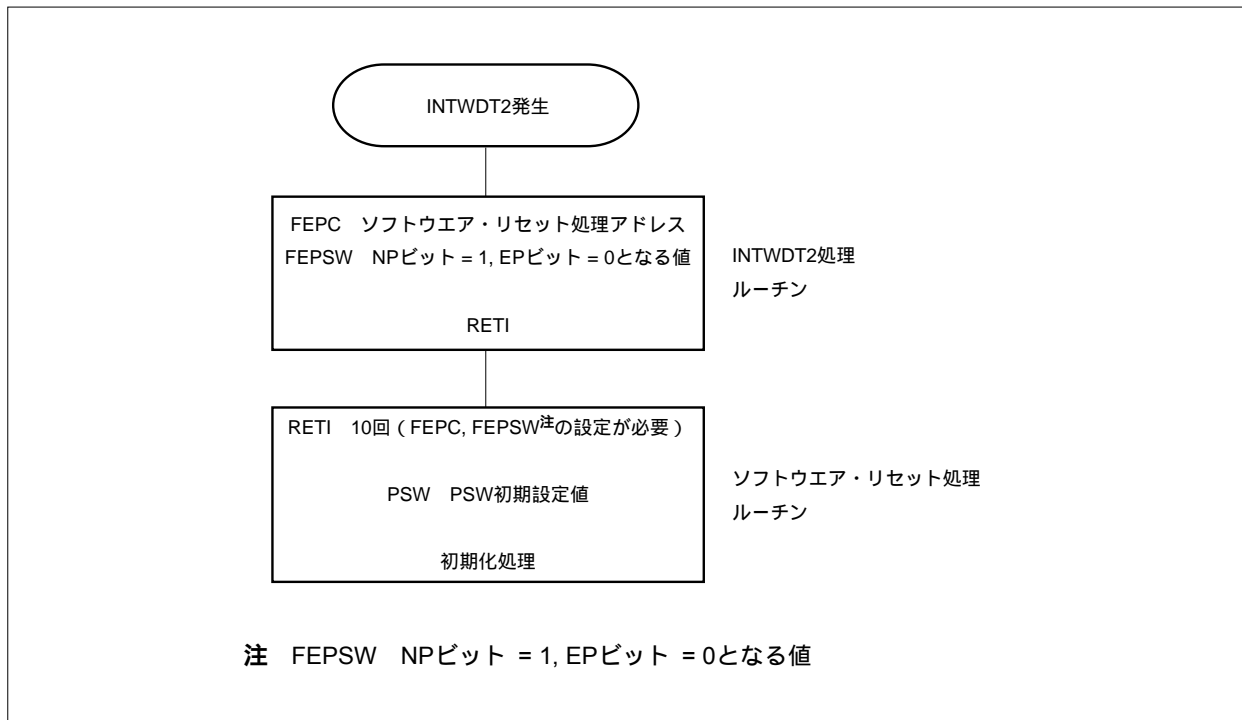 INTWDT2発生
FEPC　ソフトウエア・リセット処理アドレス
FEPSW　NPビット = 1, EPビット = 0となる値
RETI
INTWDT2処理
ルーチン
RETI　10回（FEPC, FEPSW注の設定が必要）
PSW　PSW初期設定値
初期化処理
ソフトウエア・リセット処理
ルーチン
注　FEPSW　NPビット = 1, EPビット = 0となる値